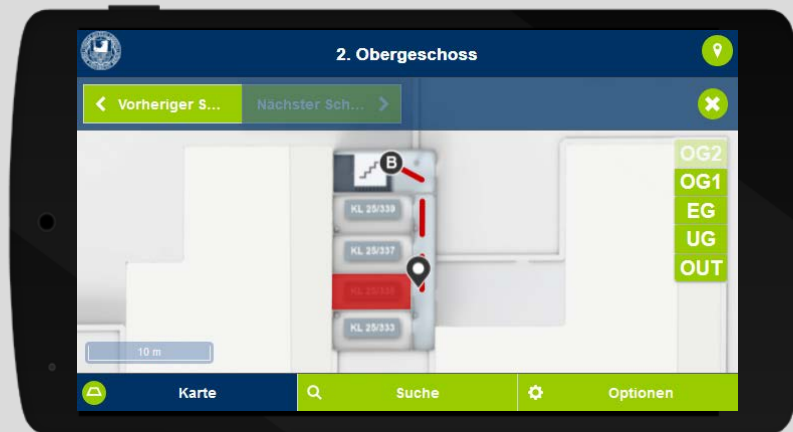 2. Obergeschoss
Vorheriger S...
Nächster Sch...
OG2
OG1
EG
UG
OUT
B
KL 25/339
KL 25/337
KL 25/333
10 m
Karte
Suche
Optionen